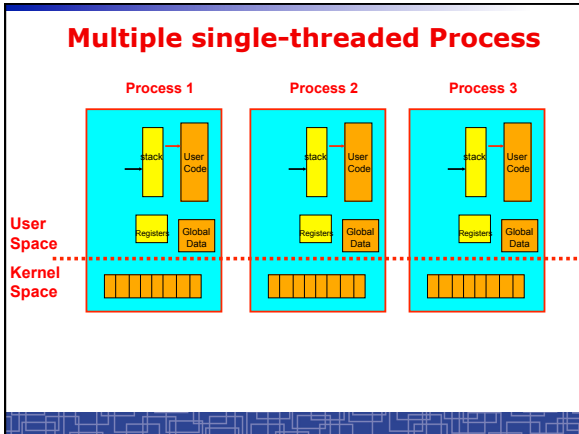 Multiple single-threaded Process
Process 1
Process 2
Process 3
stack
User
Code
stack
User
Code
stack
User
Code
Registers
Global
Data
Registers
Global
Data
Registers
Global
Data
User
Space
Kernel
Space